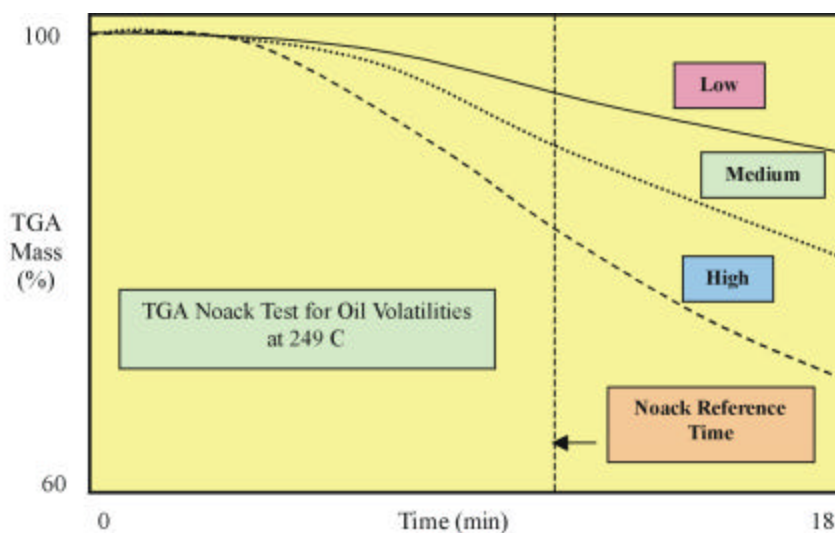 100
Low
Medium
TGA
Mass
(%)
High
TGA Noack Test for Oil Volatilities
at 249 C
Noack Reference
Time
60
0
Time (min)
18